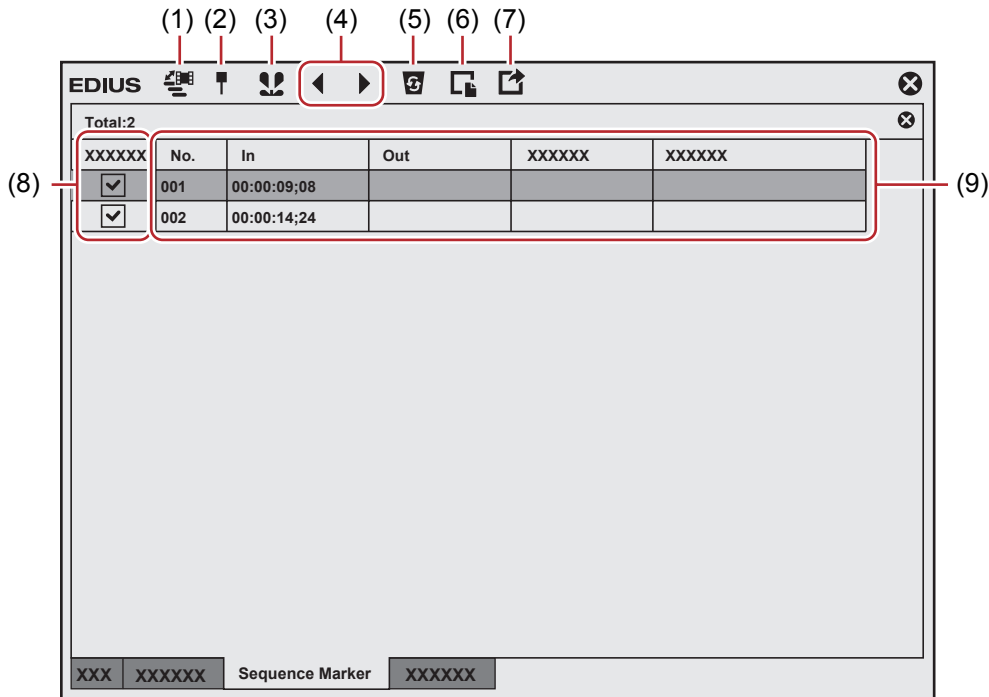 (1) (2) (3) (4) (5) (6) (7)
EDIUS
Total:2
XXXXXX No. In Out XXXXXX XXXXXX
(8) (9)
001 00:00:09;08
002 00:00:14;24
XXX XXXXXX Sequence Marker XXXXXX